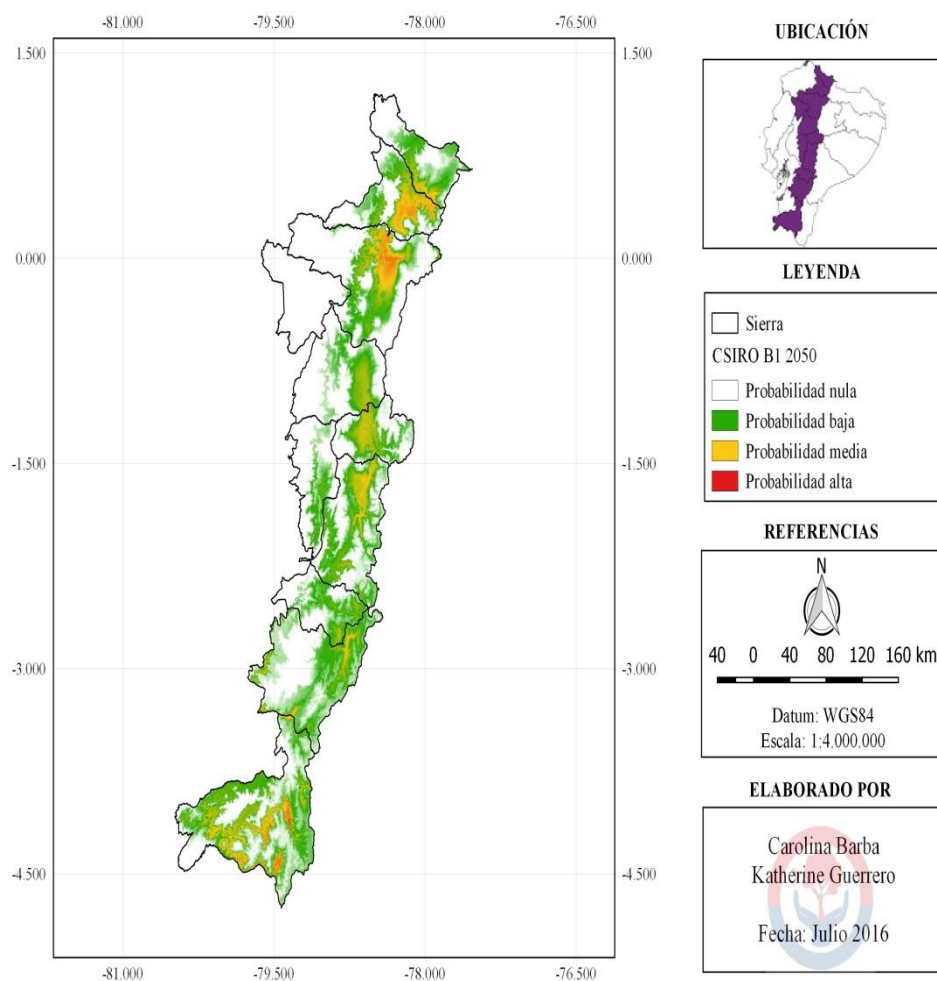 -81.000 -79.500 -78.000 -76.500
1.500 1.500
0.000 0.000
-1.500 -1.500
-3.000 -3.000
-4.500 -4.500
-81.000 -79.500 -78.000 -76.500
UBICACIÓN
LEYENDA
Sierra
CSIRO B1 2050
Probabilidad nula
Probabilidad baja
Probabilidad media
Probabilidad alta
REFERENCIAS
N
40 0 40 80 120 160 km
Datum: WGS84
Escala: 1:4.000.000
ELABORADO POR
Carolina Barba
Katherine Guerrero
Fecha: Julio 2016